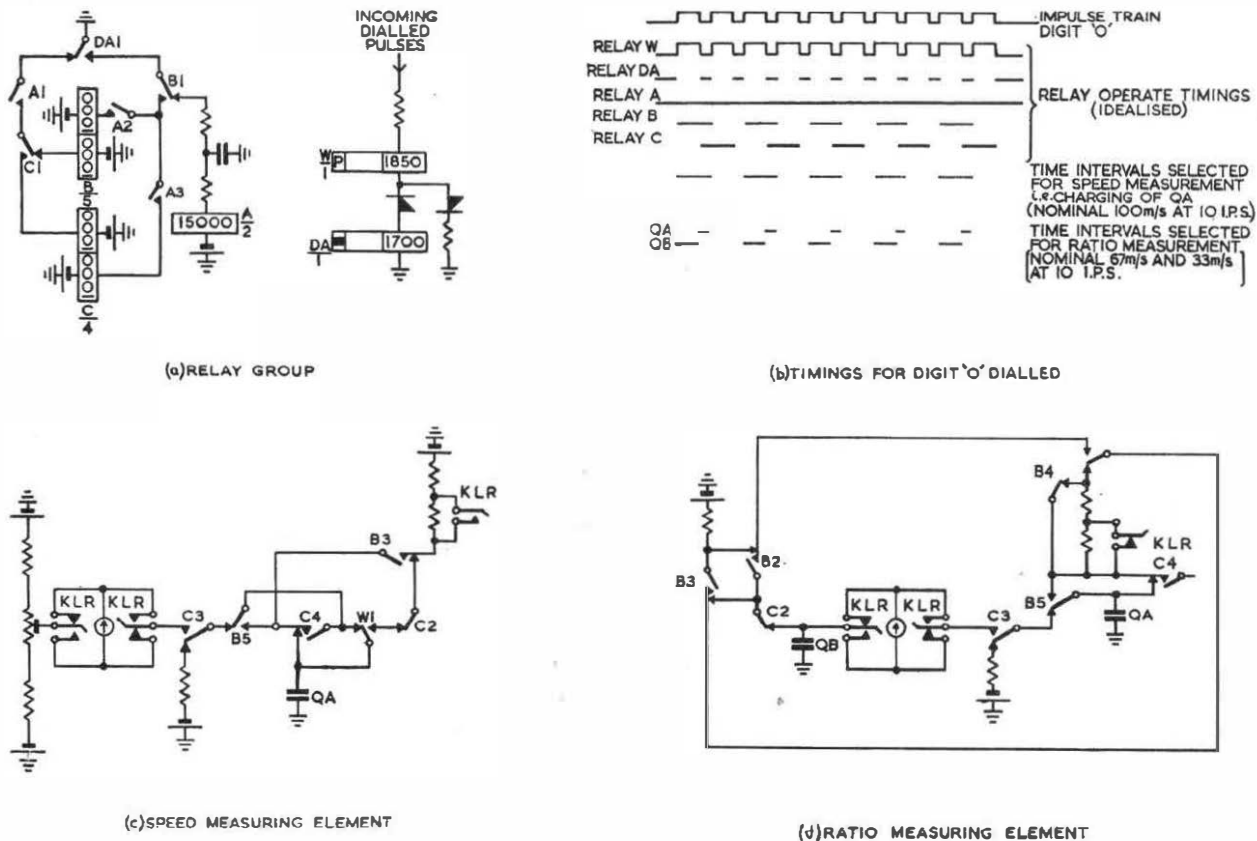 DA1
B1
A1
A2
C1
B
5
A3
15000
A
2
C
4
(a)RELAY GROUP
INCOMING
DIALLED
PULSES
W
1
P
1850
DA
1
1700
IMPULSE TRAIN
DIGIT 'O'
RELAY W
RELAY DA
RELAY A
RELAY B
RELAY C
RELAY OPERATE TIMINGS
(IDEALISED)
TIME INTERVALS SELECTED
FOR SPEED MEASUREMENT
i.e.CHARGING OF QA
(NOMINAL 100m/s AT 10 I.P.S)
QA
QB
TIME INTERVALS SELECTED
FOR RATIO MEASUREMENT
[NOMINAL 67m/s AND 33m/s
AT 10 I.P.S.]
(b)TIMINGS FOR DIGIT 'O' DIALLED
KLR
B3
KLR
KLR
C3
B5
C4
W1
C2
QA
(c)SPEED MEASURING ELEMENT
B4
KLR
B2
B3
C4
KLR
KLR
C2
C3
B5
QA
QB
(d)RATIO MEASURING ELEMENT